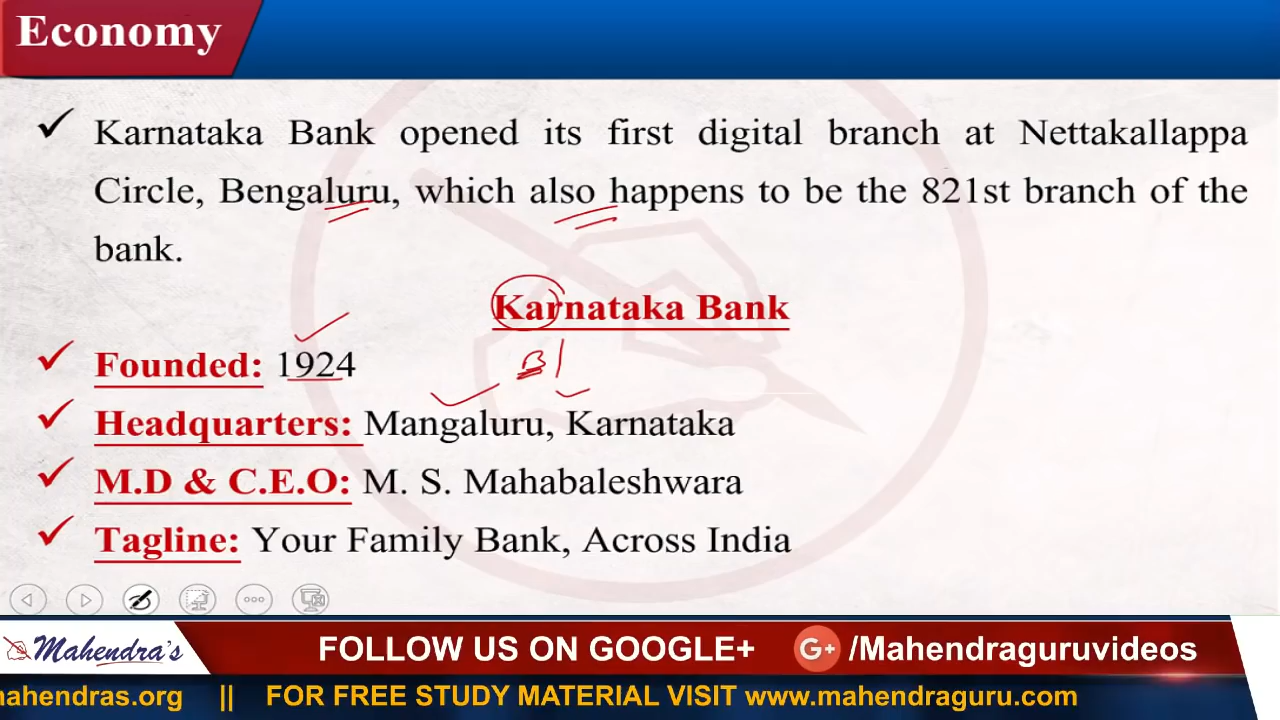 Economy
Karnataka Bank opened its first digital branch at Nettakallappa
Circle, Bengaluru, which also happens to be the 821st branch of the
bank.
Karnataka Bank
Founded: 1924
Headquarters: Mangaluru, Karnataka
M.D & C.E.O: M. S. Mahabaleshwara
Tagline: Your Family Bank, Across India
Mahendra's
FOLLOW US ON GOOGLE+ G+ /Mahendraguruvideos
mahendras.org || FOR FREE STUDY MATERIAL VISIT www.mahendraguru.com